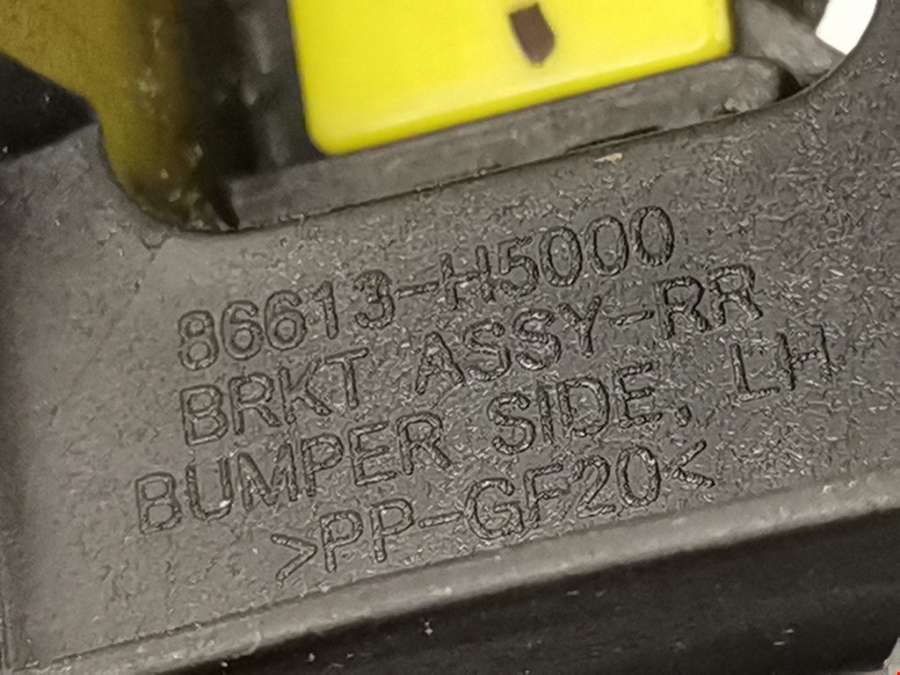 86613-H5000
BRKT ASSY-RR
BUMPER SIDE, LH
>PP-GF20<